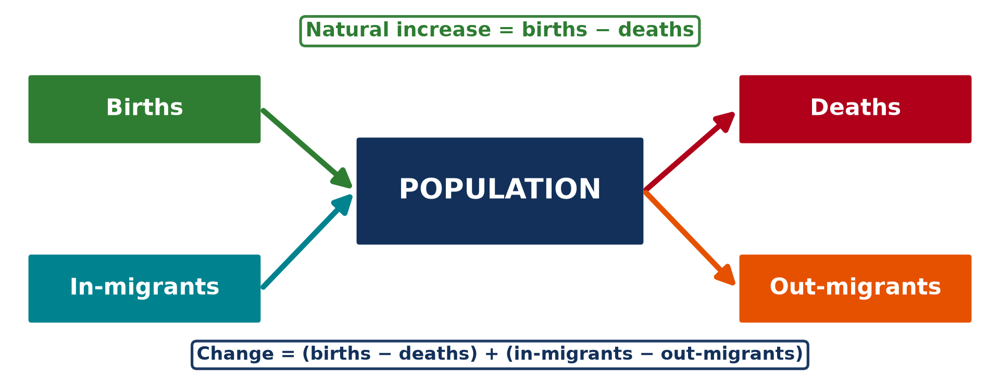 Natural increase = births − deaths
Births
Deaths
POPULATION
In-migrants
Out-migrants
Change = (births − deaths) + (in-migrants − out-migrants)